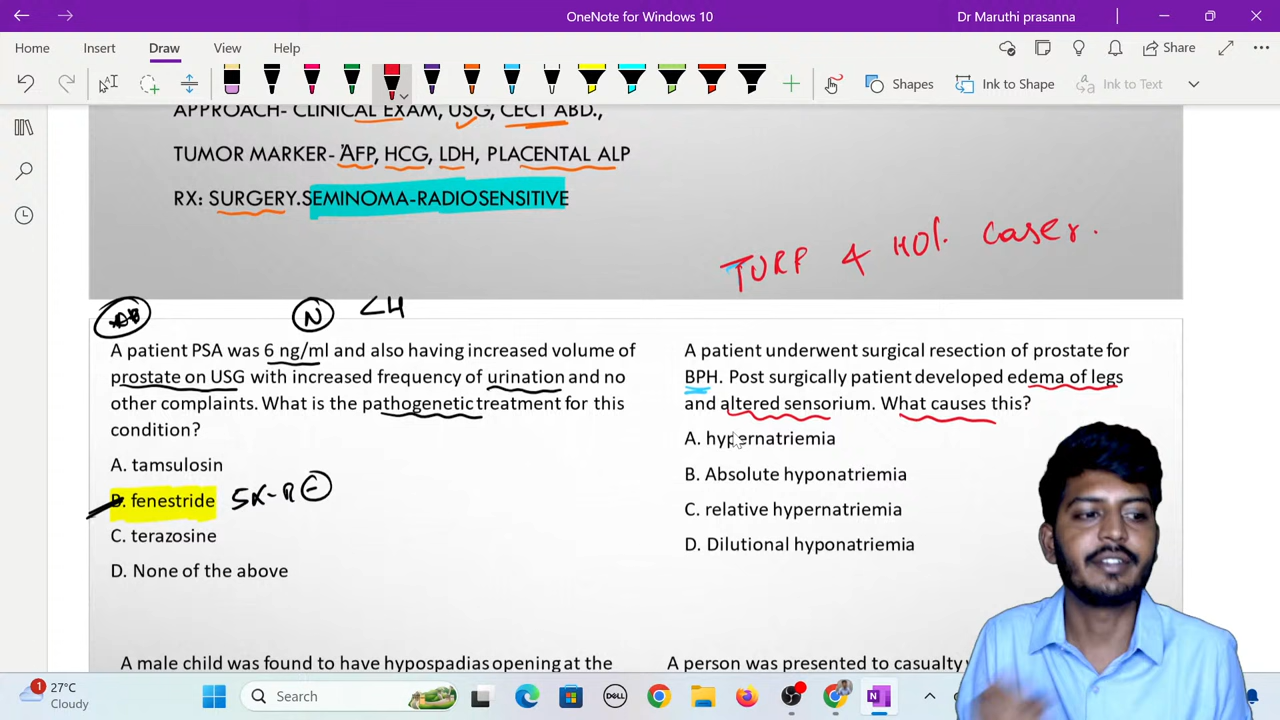 OneNote for Windows 10
Dr Maruthi prasanna
Home Insert Draw View Help
Share
Shapes
Ink to Shape
Ink to Text
APPROACH- CLINICAL EXAM, USG, CECT ABD.,
TUMOR MARKER- AFP, HCG, LDH, PLACENTAL ALP
RX: SURGERY.SEMINOMA-RADIOSENSITIVE
TURP & HOL. Laser.
N <4
A patient PSA was 6 ng/ml and also having increased volume of
prostate on USG with increased frequency of urination and no
other complaints. What is the pathogenetic treatment for this
condition?
A. tamsulosin
B. fenestride 5α-R
C. terazosine
D. None of the above
A patient underwent surgical resection of prostate for
BPH. Post surgically patient developed edema of legs
and altered sensorium. What causes this?
A. hypernatriemia
B. Absolute hyponatriemia
C. relative hypernatriemia
D. Dilutional hyponatriemia
A male child was found to have hypospadias opening at the
A person was presented to casualty
1
27°C
Cloudy
Search
DELL